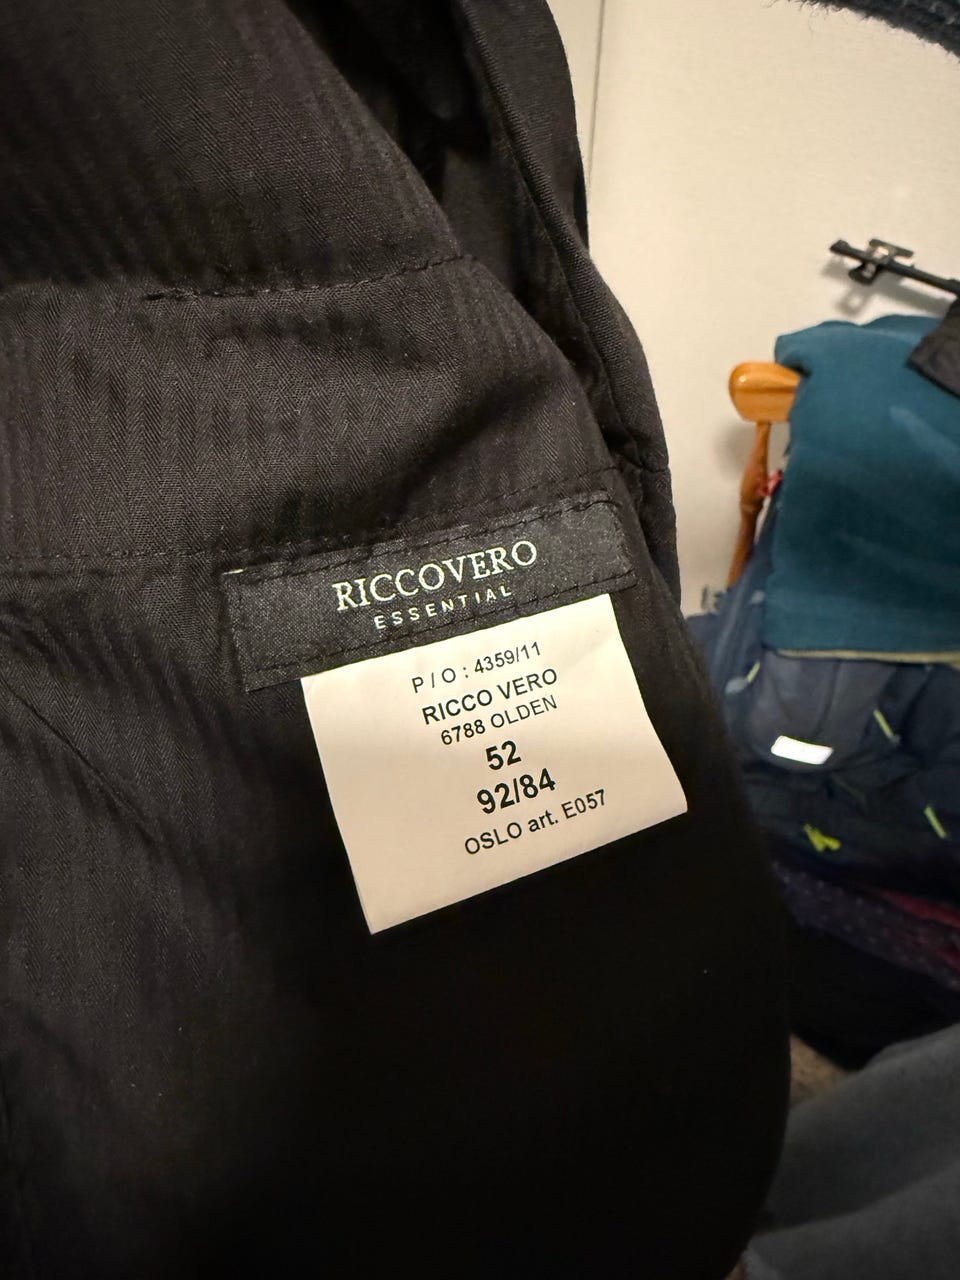 RICCOVERO
ESSENTIAL
P / O : 4359/11
RICCO VERO
6788 OLDEN
52
92/84
OSLO art. E057